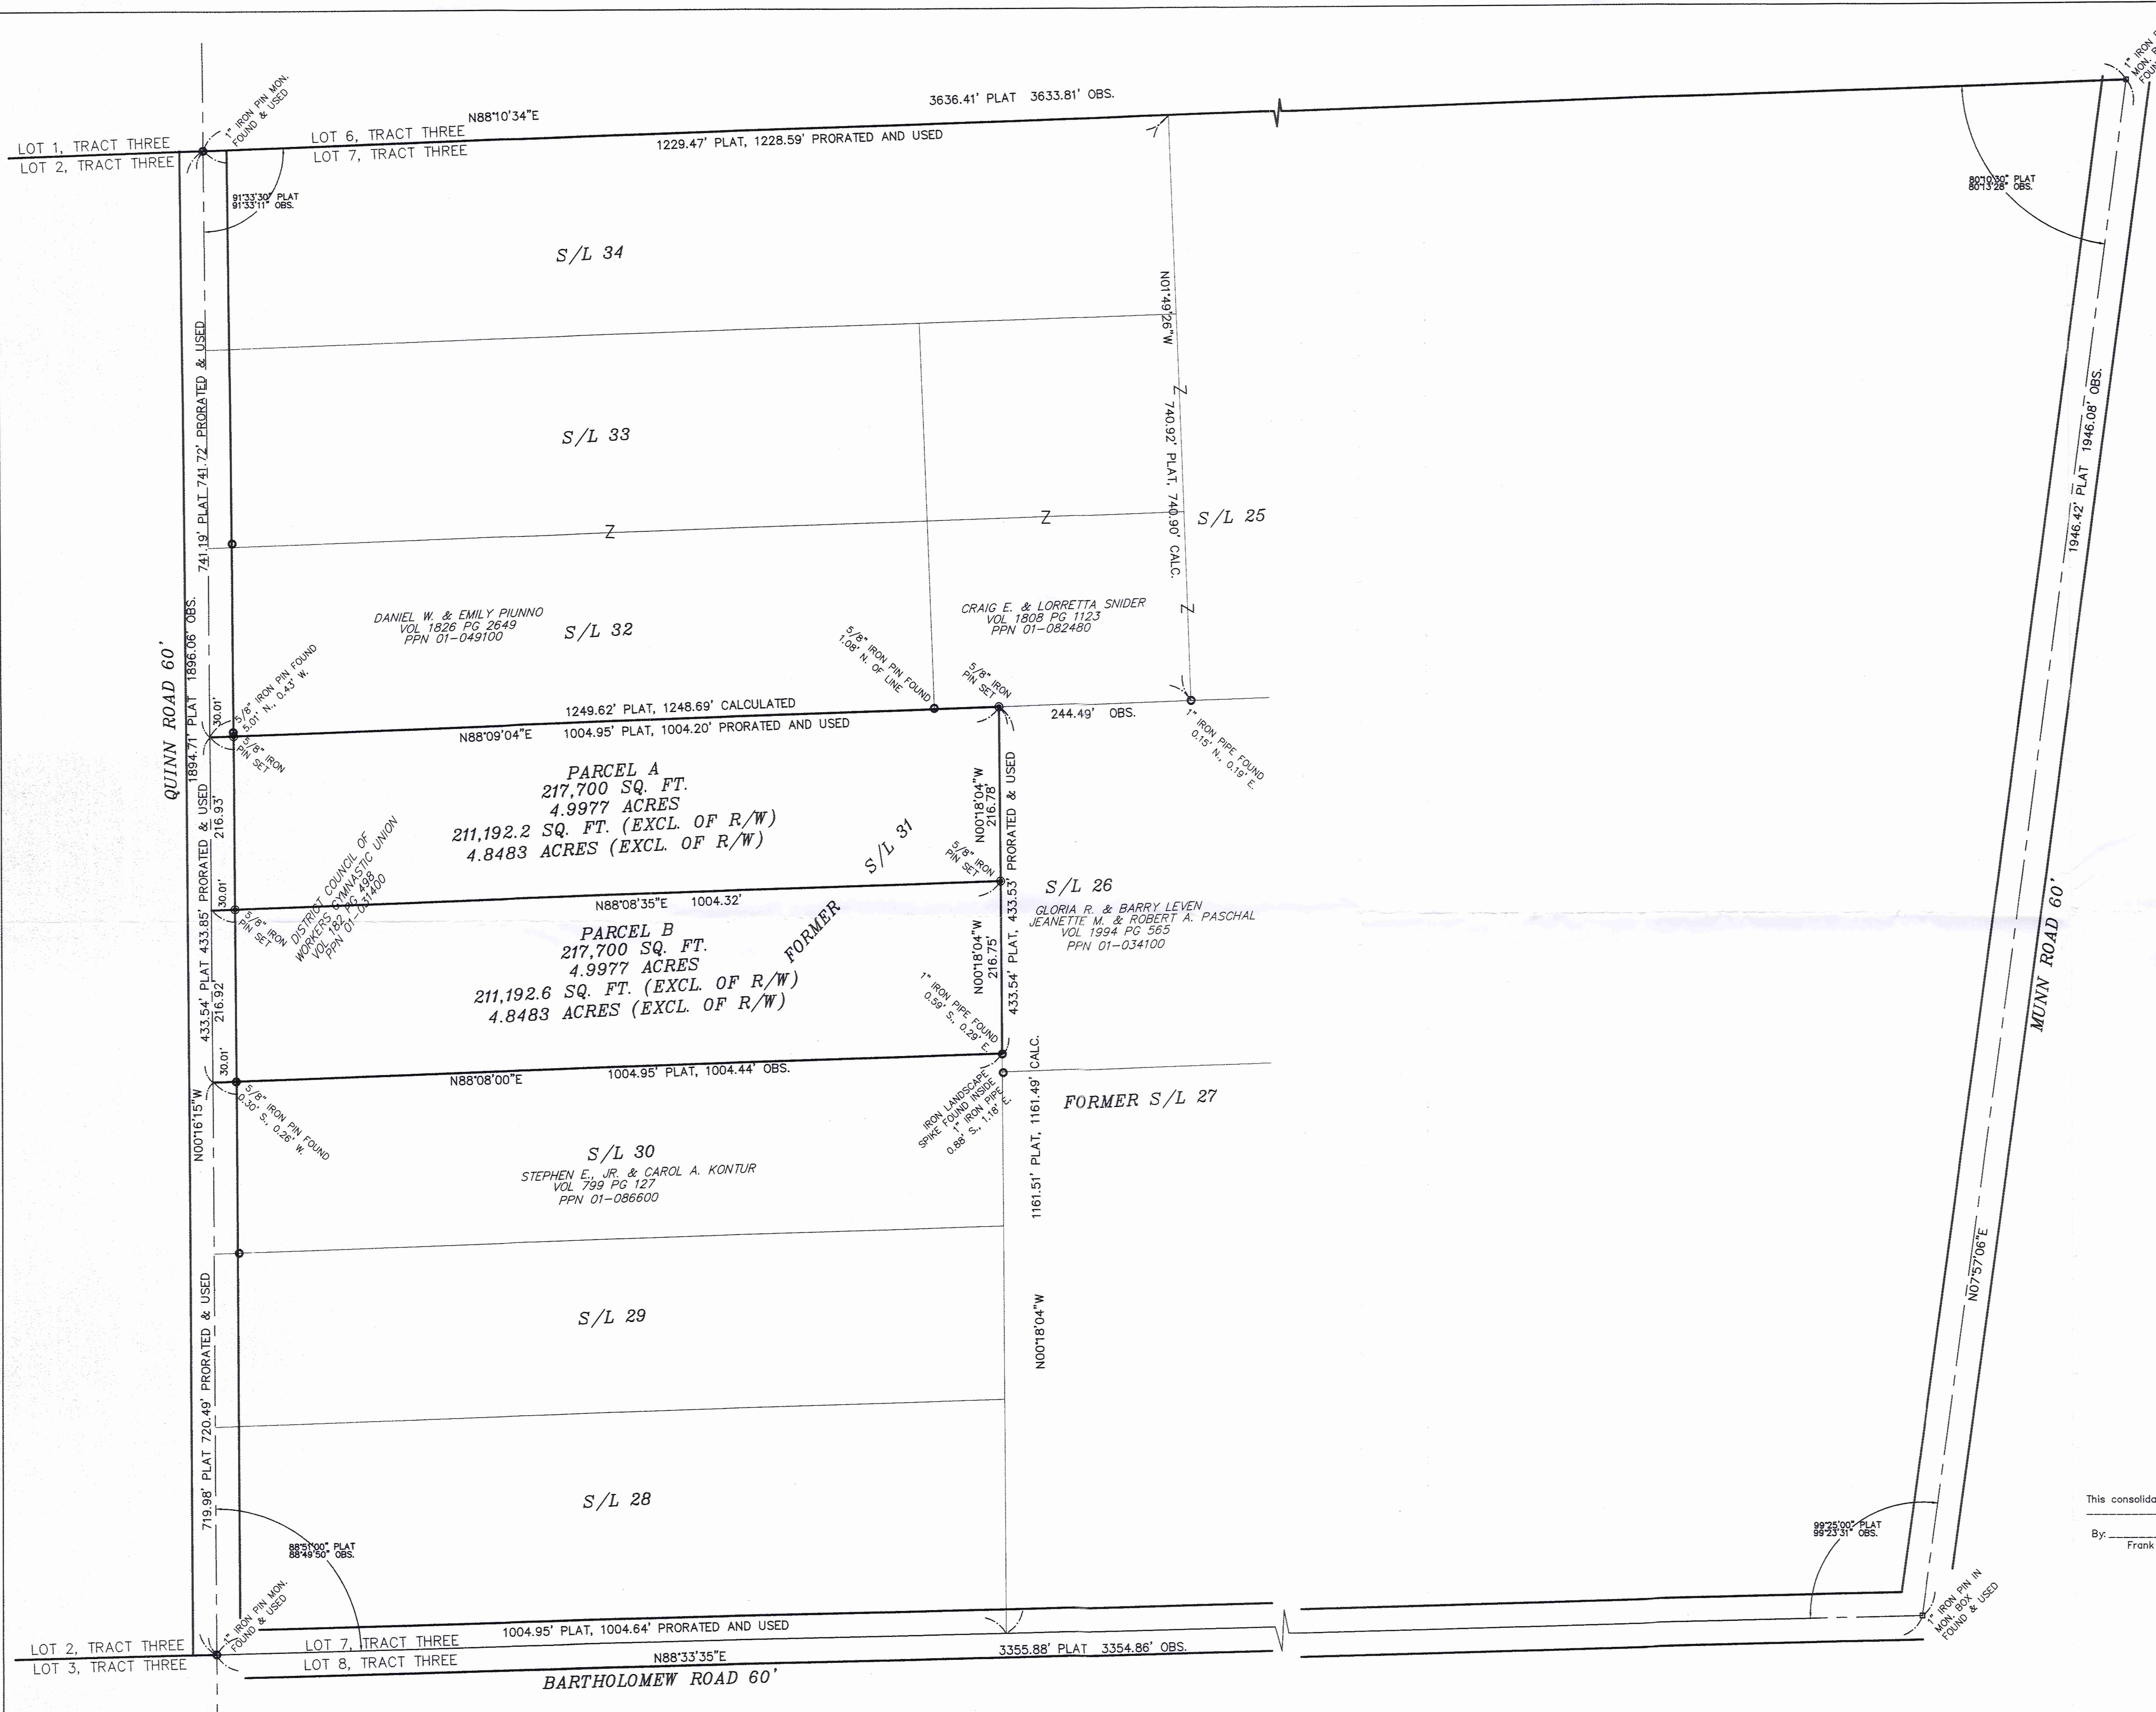 3636.41' PLAT 3633.81' OBS.
N88°10'34"E
1229.47' PLAT, 1228.59' PRORATED AND USED
LOT 1, TRACT THREE
LOT 2, TRACT THREE
LOT 6, TRACT THREE
LOT 7, TRACT THREE
1" IRON PIN MON.
FOUND & USED
1" IRON
MON.
91°33'30" PLAT
91°33'11" OBS.
80°10'30" PLAT
80°13'28" OBS.
S/L 34
N01°49'26"W
740.92' PLAT, 740.90' CALC.
Z
Z
741.19' PLAT 741.72' PRORATED & USED
1946.42' PLAT 1946.08' OBS.
S/L 33
S/L 25
Z
Z
DANIEL W. & EMILY PIUNNO
VOL 1826 PG 2649
PPN 01-049100
S/L 32
CRAIG E. & LORRETTA SNIDER
VOL 1808 PG 1123
PPN 01-082480
QUINN ROAD 60'
1894.71' PLAT 1896.06' OBS.
30.01'
5/8" IRON PIN FOUND
5.01' N., 0.43' W.
5/8" IRON
PIN SET
5/8" IRON PIN FOUND
1.08' N. OF LINE
5/8" IRON
PIN SET
1249.62' PLAT, 1248.69' CALCULATED
N88°09'04"E 1004.95' PLAT, 1004.20' PRORATED AND USED
244.49' OBS.
1" IRON PIPE FOUND
0.15' N., 0.19' E.
PARCEL A
217,700 SQ. FT.
4.9977 ACRES
211,192.2 SQ. FT. (EXCL. OF R/W)
4.8483 ACRES (EXCL. OF R/W)
433.54' PLAT 433.85' PRORATED & USED
216.93'
N00°18'04"W
216.78'
433.54' PLAT, 433.53' PRORATED & USED
FORMER S/L 31
5/8" IRON
PIN SET
DISTRICT COUNCIL OF
WORKERS GYMNASTIC UNION
VOL 182 PG 498
PPN 01-031400
30.01'
5/8" IRON
PIN SET
N88°08'35"E 1004.32'
S/L 26
GLORIA R. & BARRY LEVEN
JEANETTE M. & ROBERT A. PASCHAL
VOL 1994 PG 565
PPN 01-034100
MUNN ROAD 60'
PARCEL B
217,700 SQ. FT.
4.9977 ACRES
211,192.6 SQ. FT. (EXCL. OF R/W)
4.8483 ACRES (EXCL. OF R/W)
216.92'
N00°18'04"W
216.75'
1" IRON PIPE FOUND
0.59' S., 0.29' E.
30.01'
N88°08'00"E 1004.95' PLAT, 1004.44' OBS.
5/8" IRON PIN FOUND
0.30' S., 0.26' W.
N00°16'15"W
IRON LANDSCAPE
SPIKE FOUND INSIDE
1" IRON PIPE
0.88' S., 1.18' E.
FORMER S/L 27
1161.51' PLAT, 1161.49' CALC.
S/L 30
STEPHEN E., JR. & CAROL A. KONTUR
VOL 799 PG 127
PPN 01-086600
N07°57'06"E
S/L 29
N00°18'04"W
719.98' PLAT 720.49' PRORATED & USED
S/L 28
88°51'00" PLAT
88°49'50" OBS.
99°25'00" PLAT
99°23'31" OBS.
This consolida
By:
Frank
1" IRON PIN MON.
FOUND & USED
1" IRON PIN IN
MON. BOX
FOUND & USED
1004.95' PLAT, 1004.64' PRORATED AND USED
LOT 2, TRACT THREE
LOT 3, TRACT THREE
LOT 7, TRACT THREE
LOT 8, TRACT THREE
N88°33'35"E
3355.88' PLAT 3354.86' OBS.
BARTHOLOMEW ROAD 60'